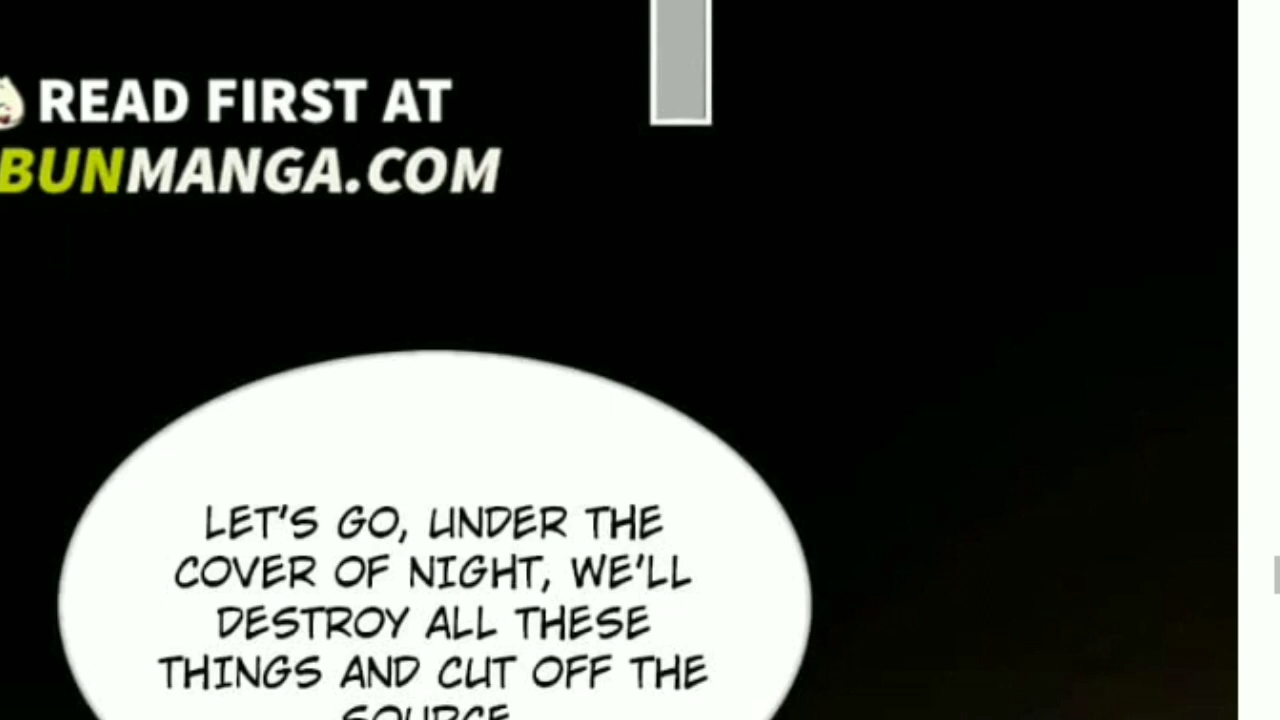 READ FIRST AT
BUNMANGA.COM
LET'S GO, UNDER THE
COVER OF NIGHT, WE'LL
DESTROY ALL THESE
THINGS AND CUT OFF THE
SOURCE